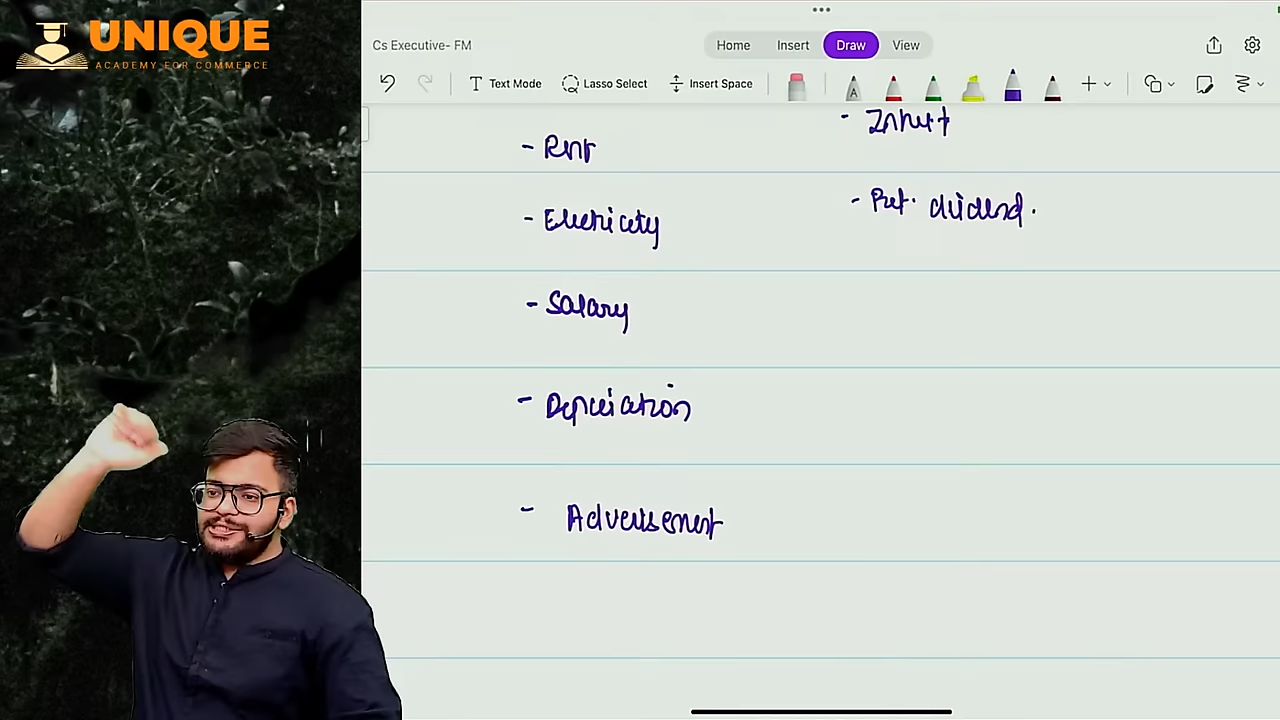 UNIQUE
ACADEMY FOR COMMERCE
Cs Executive- FM
Home Insert Draw View
Text Mode Lasso Select Insert Space
- Rent
- Electricity
- Salary
- Depreciation
- Adversement
- Interest
- Pref. dividend.